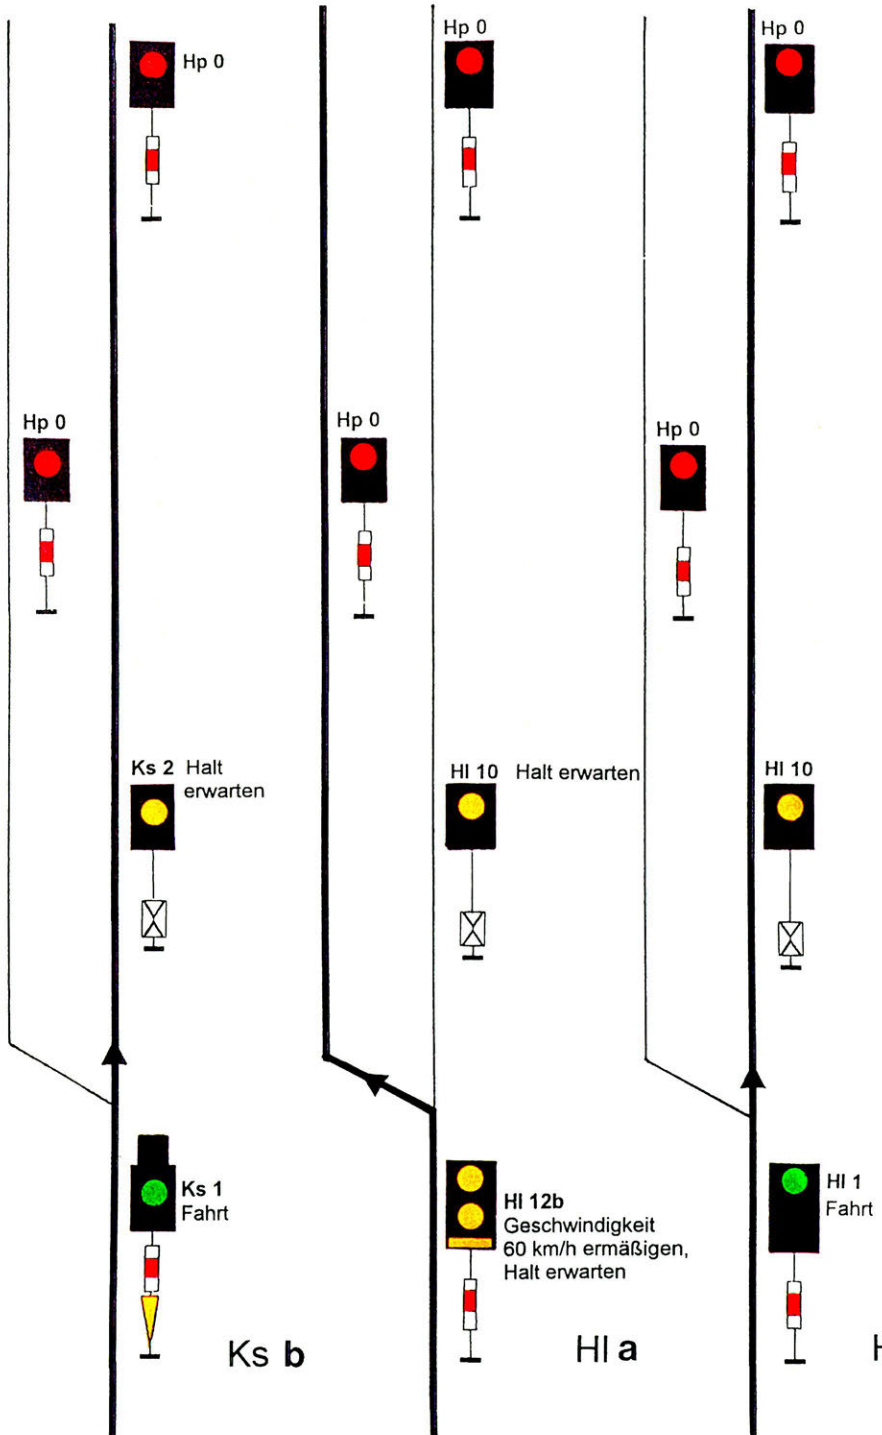 Hp 0
Hp 0
Hp 0
Hp 0
Hp 0
Hp 0
Ks 2 Halt
erwarten
Hl 10 Halt erwarten
Hl 10
Ks 1
Fahrt
Hl 12b
Geschwindigkeit
60 km/h ermäßigen,
Halt erwarten
Hl 1
Fahrt
Ks b
Hl a
H